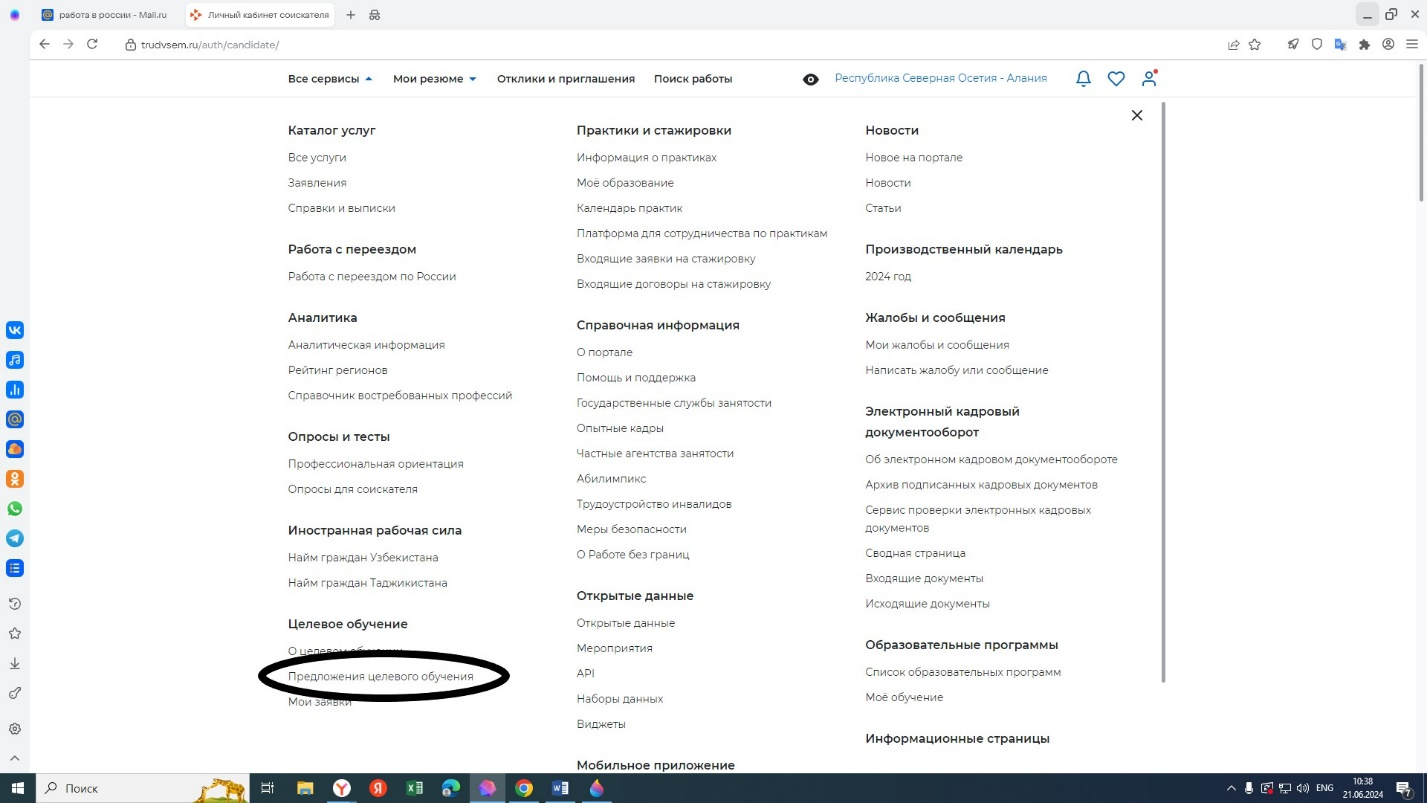 работа в россии - Mail.ru
Личный кабинет соискателя
trudvsem.ru/auth/candidate/
Все сервисы
Мои резюме
Отклики и приглашения
Поиск работы
Республика Северная Осетия - Алания
Каталог услуг
Все услуги
Заявления
Справки и выписки
Работа с переездом
Работа с переездом по России
Аналитика
Аналитическая информация
Рейтинг регионов
Справочник востребованных профессий
Опросы и тесты
Профессиональная ориентация
Опросы для соискателя
Иностранная рабочая сила
Найм граждан Узбекистана
Найм граждан Таджикистана
Целевое обучение
О целевом обучении
Предложения целевого обучения
Мои заявки
Практики и стажировки
Информация о практиках
Моё образование
Календарь практик
Платформа для сотрудничества по практикам
Входящие заявки на стажировку
Входящие договоры на стажировку
Справочная информация
О портале
Помощь и поддержка
Государственные службы занятости
Опытные кадры
Частные агентства занятости
Абилимпикс
Трудоустройство инвалидов
Меры безопасности
О Работе без границ
Открытые данные
Открытые данные
Мероприятия
API
Наборы данных
Виджеты
Мобильное приложение
Новости
Новое на портале
Новости
Статьи
Производственный календарь
2024 год
Жалобы и сообщения
Мои жалобы и сообщения
Написать жалобу или сообщение
Электронный кадровый
документооборот
Об электронном кадровом документообороте
Архив подписанных кадровых документов
Сервис проверки электронных кадровых
документов
Сводная страница
Входящие документы
Исходящие документы
Образовательные программы
Список образовательных программ
Моё обучение
Информационные страницы
Поиск
ENG
10:38
21.06.2024
7